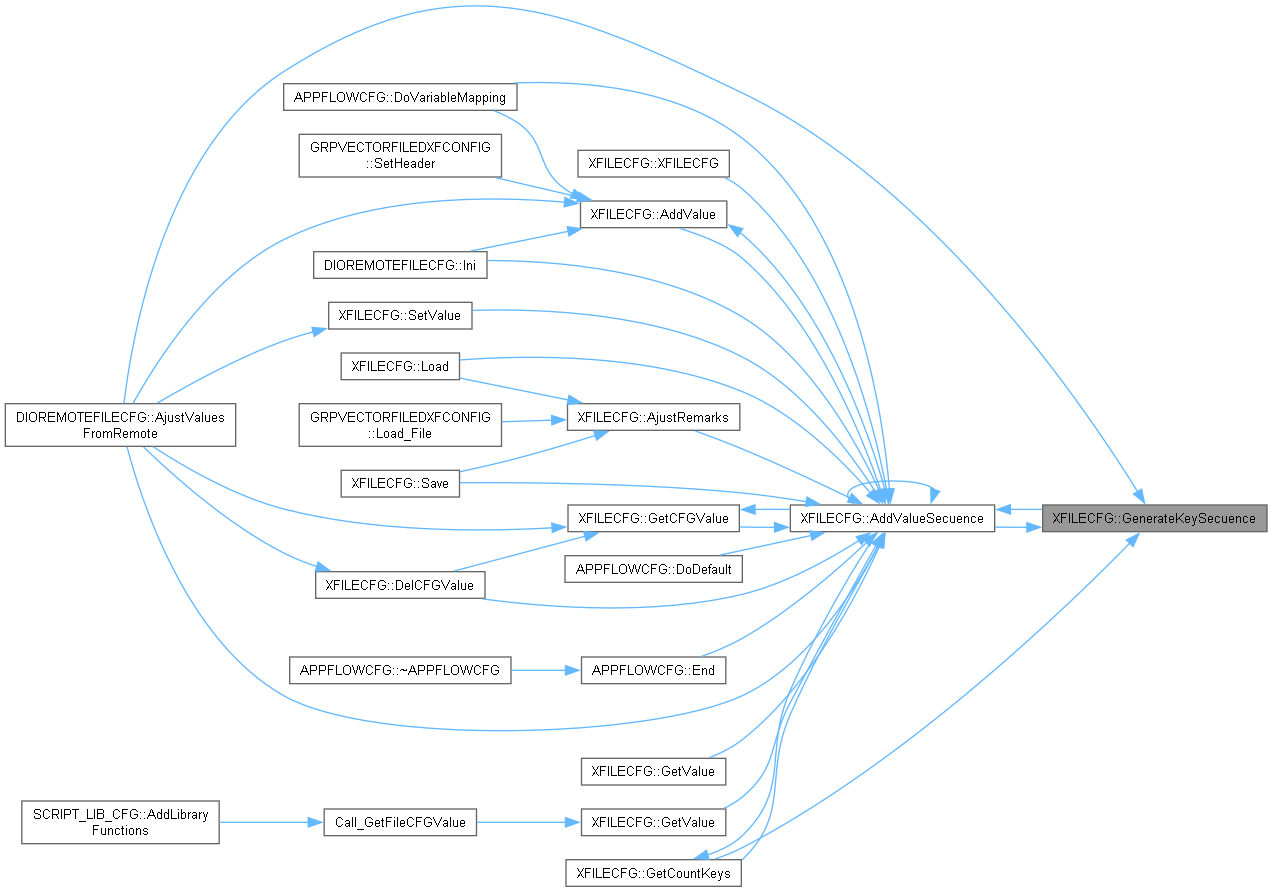 APPFLOWCFG::DoVariableMapping
GRPVECTORFILEDXFCONFIG
::SetHeader
XFILECFG::XFILECFG
XFILECFG::AddValue
DIOREMOTEFILECFG::Ini
XFILECFG::SetValue
XFILECFG::Load
DIOREMOTEFILECFG::AjustValues
FromRemote
GRPVECTORFILEDXFCONFIG
::Load_File
XFILECFG::AjustRemarks
XFILECFG::Save
XFILECFG::GetCFGValue
XFILECFG::AddValueSecuence
XFILECFG::GenerateKeySecuence
APPFLOWCFG::DoDefault
XFILECFG::DelCFGValue
APPFLOWCFG::~APPFLOWCFG
APPFLOWCFG::End
XFILECFG::GetValue
SCRIPT_LIB_CFG::AddLibrary
Functions
Call_GetFileCFGValue
XFILECFG::GetValue
XFILECFG::GetCountKeys